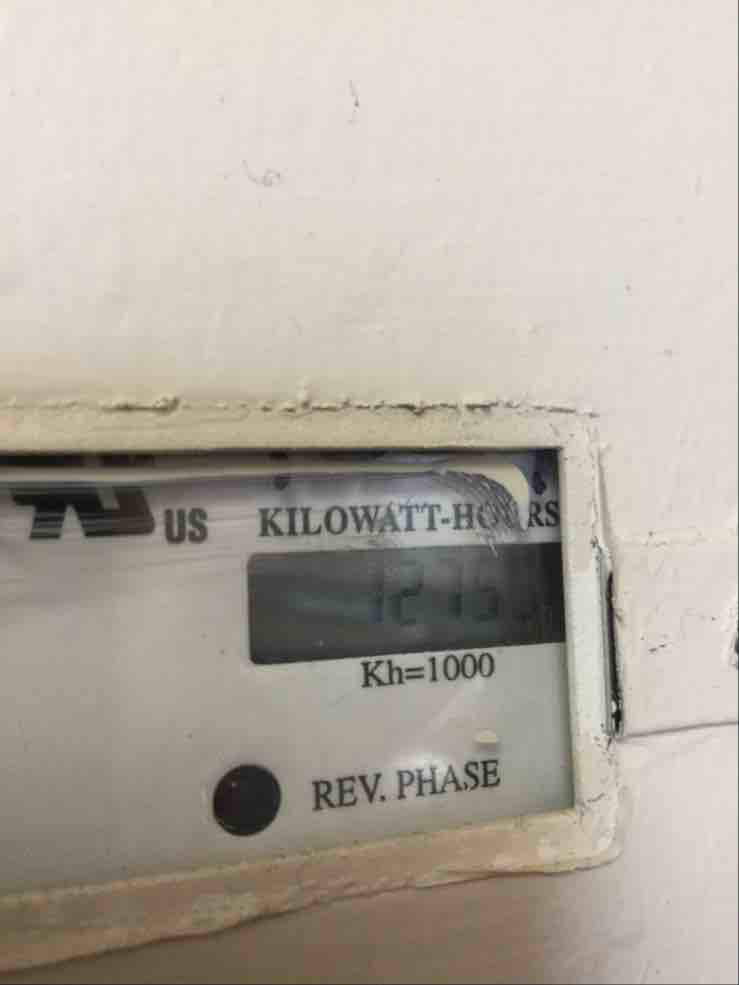 US
KILOWATT-HOURS
Kh=1000
REV. PHASE